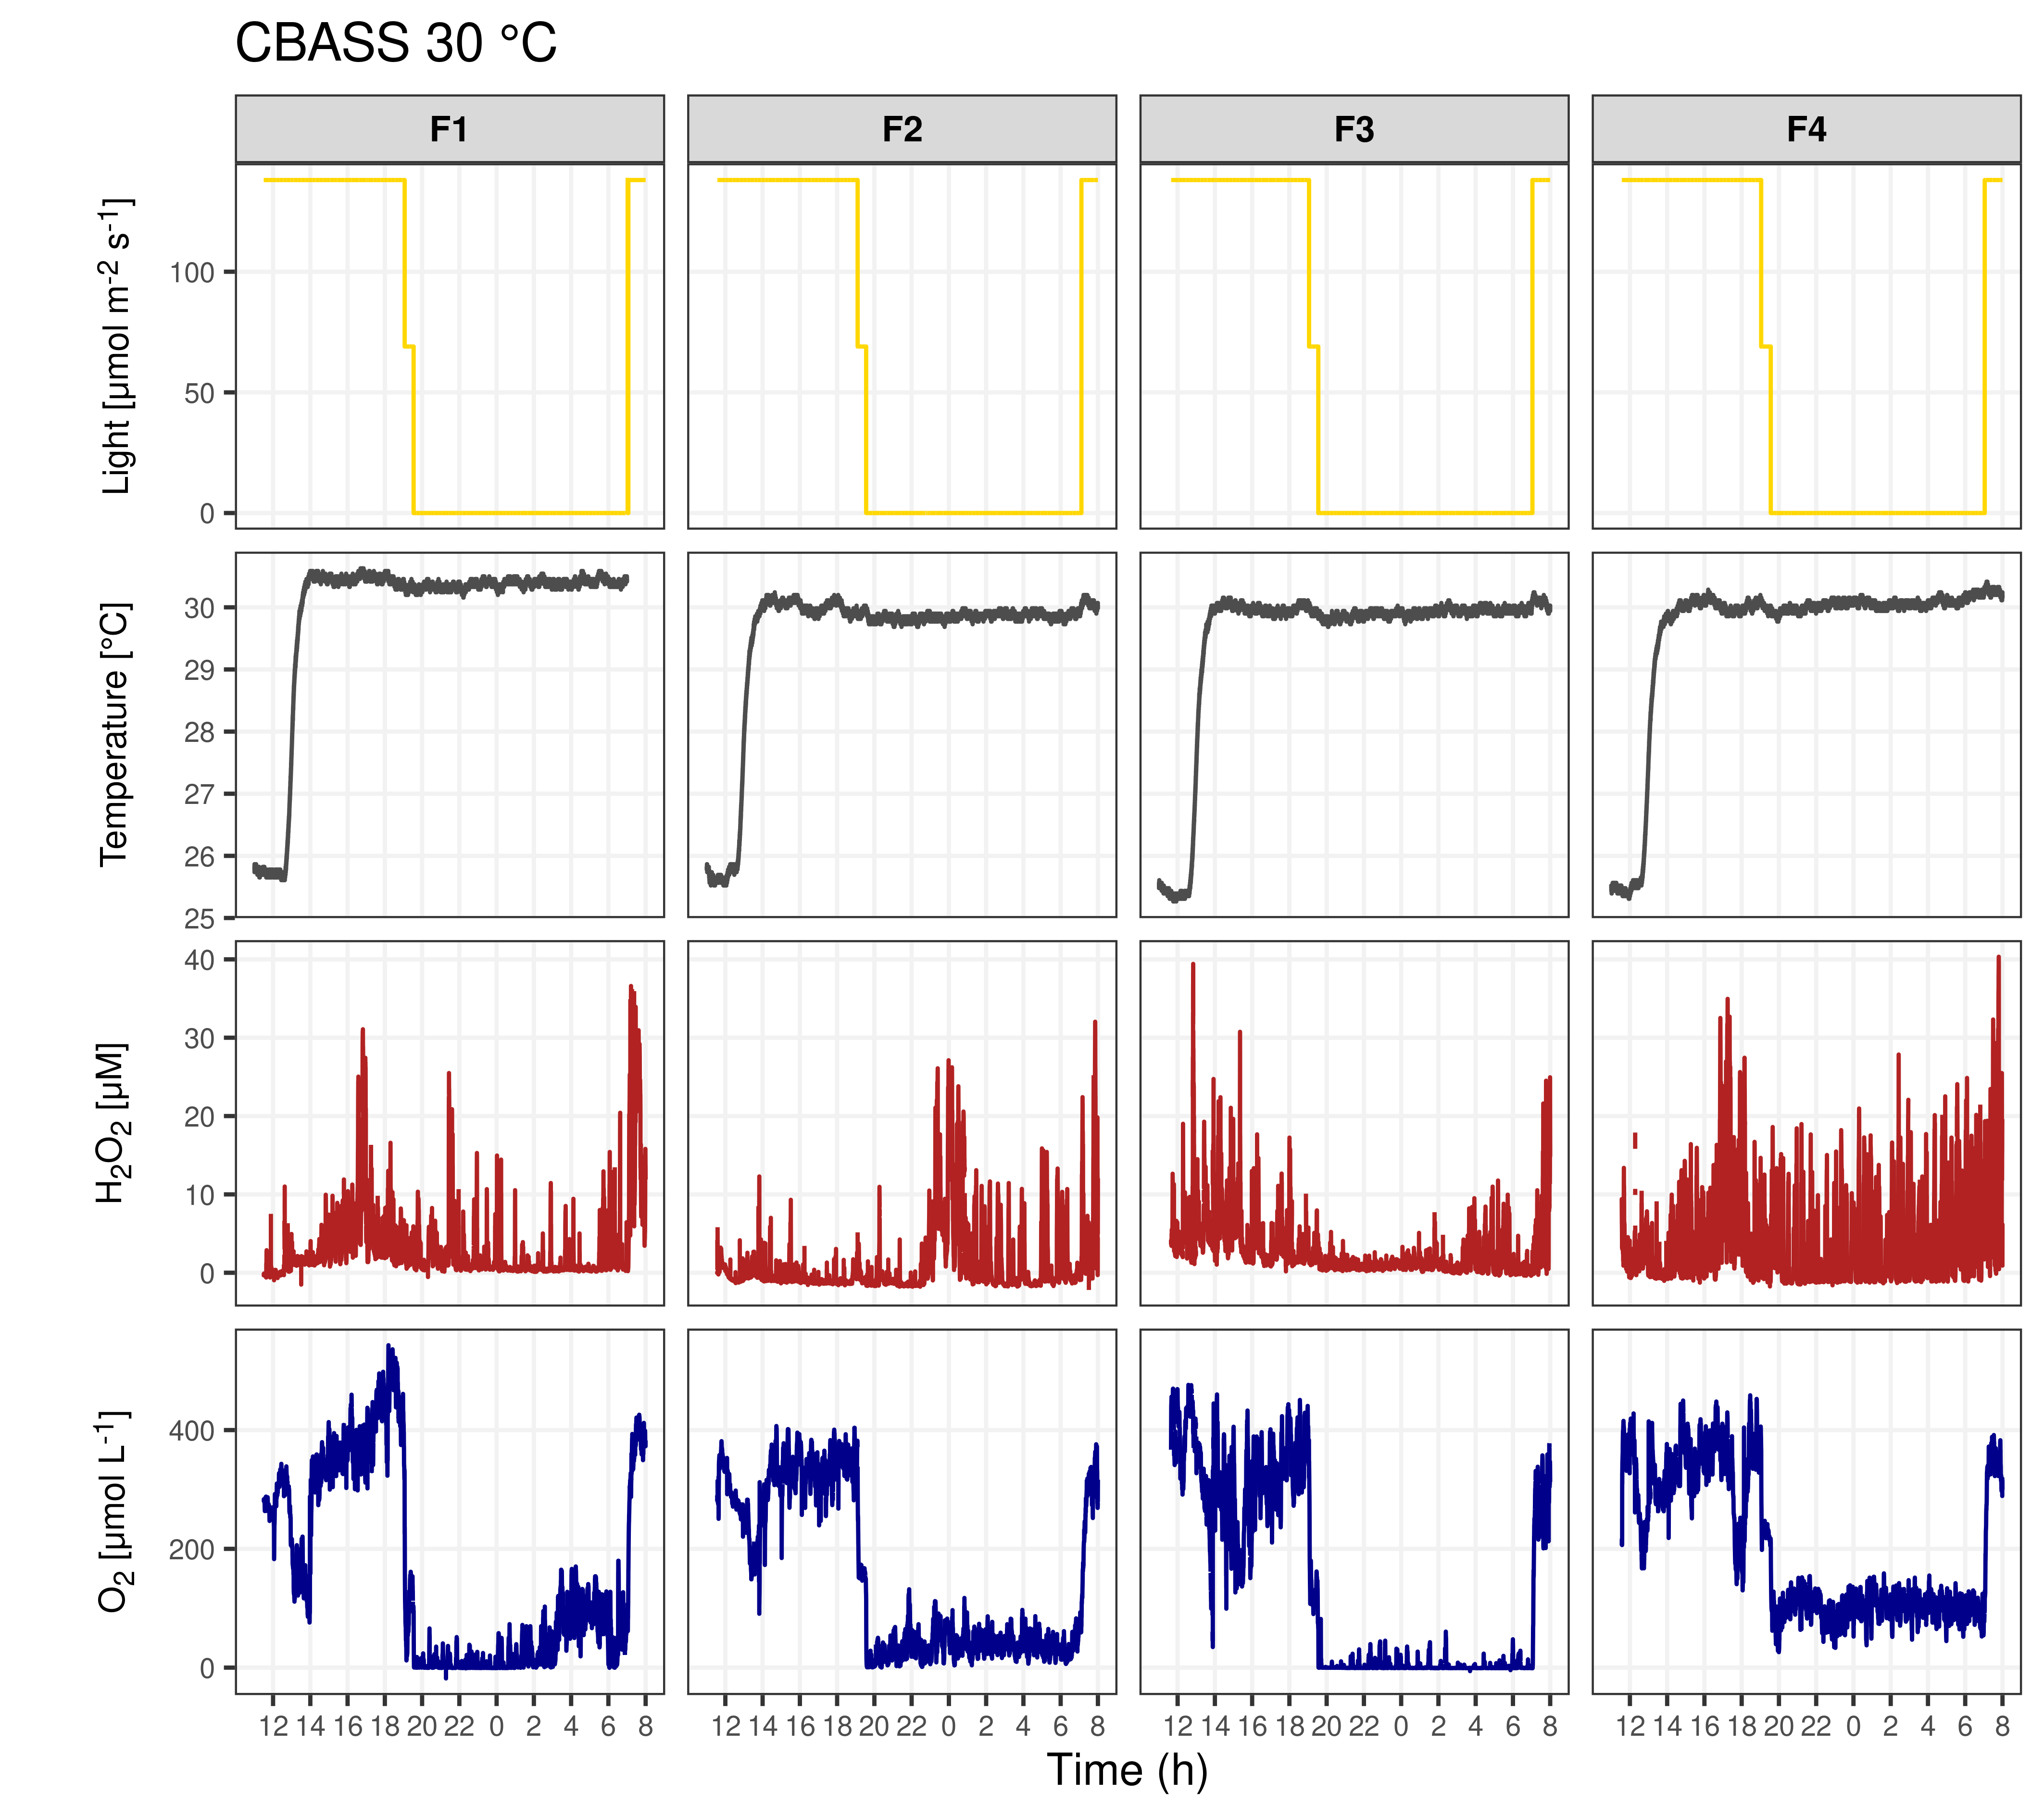 CBASS 30 °C
F1 F2 F3 F4
Light [µmol m⁻² s⁻¹]
100
50
0
Temperature [°C]
30
29
28
27
26
25
H₂O₂ [µM]
40
30
20
10
0
O₂ [µmol L⁻¹]
400
200
0
12 14 16 18 20 22 0 2 4 6 8 12 14 16 18 20 22 0 2 4 6 8 12 14 16 18 20 22 0 2 4 6 8 12 14 16 18 20 22 0 2 4 6 8
Time (h)